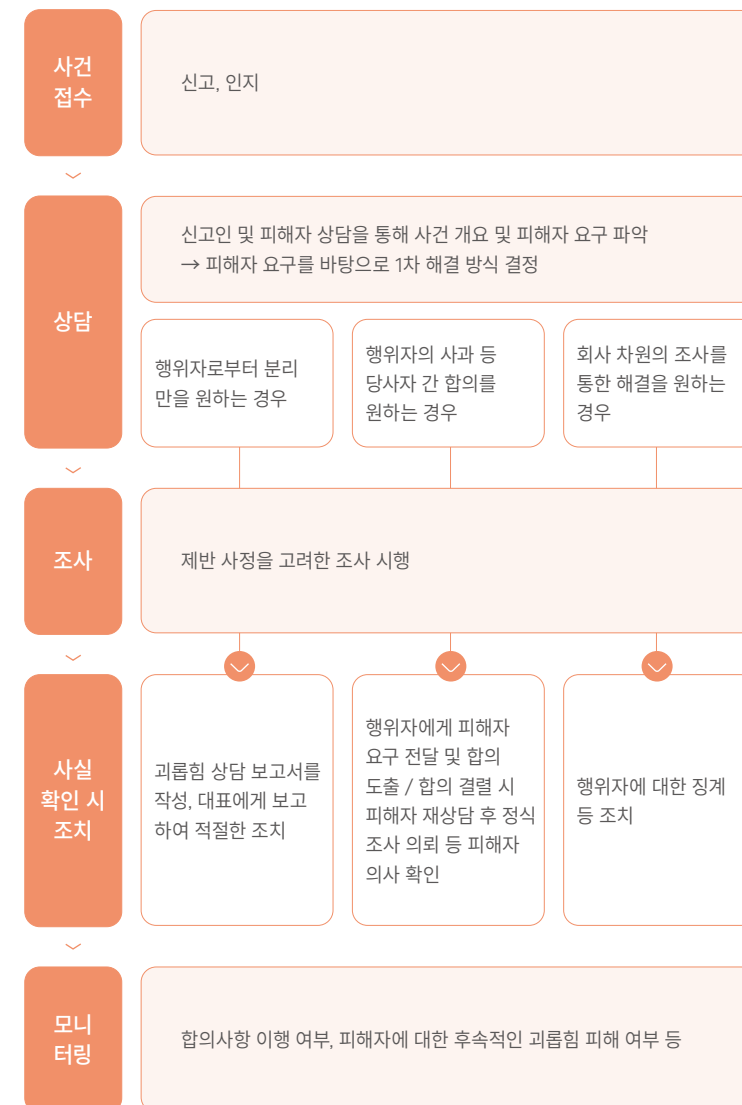 사건
접수
신고, 인지
상담
신고인 및 피해자 상담을 통해 사건 개요 및 피해자 요구 파악
→ 피해자 요구를 바탕으로 1차 해결 방식 결정
행위자로부터 분리
만을 원하는 경우
행위자의 사과 등
당사자 간 합의를
원하는 경우
회사 차원의 조사를
통한 해결을 원하는
경우
조사
제반 사정을 고려한 조사 시행
사실
확인 시
조치
괴롭힘 상담 보고서를
작성, 대표에게 보고
하여 적절한 조치
행위자에게 피해자
요구 전달 및 합의
도출 / 합의 결렬 시
피해자 재상담 후 정식
조사 의뢰 등 피해자
의사 확인
행위자에 대한 징계
등 조치
모니
터링
합의사항 이행 여부, 피해자에 대한 후속적인 괴롭힘 피해 여부 등